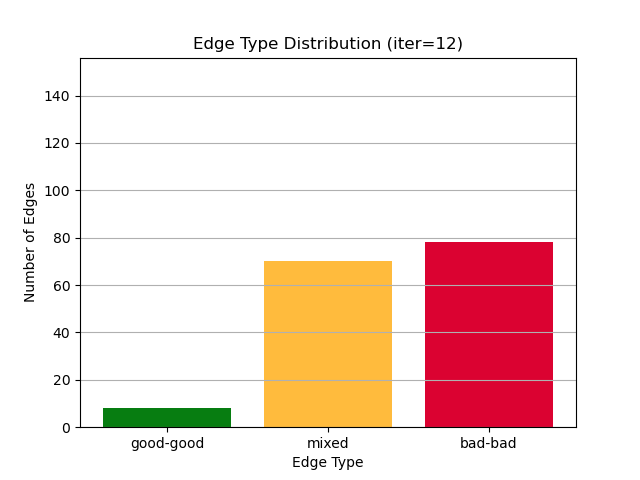 Edge Type Distribution (iter=12)
Number of Edges
140
120
100
80
60
40
20
0
good-good mixed bad-bad
Edge Type